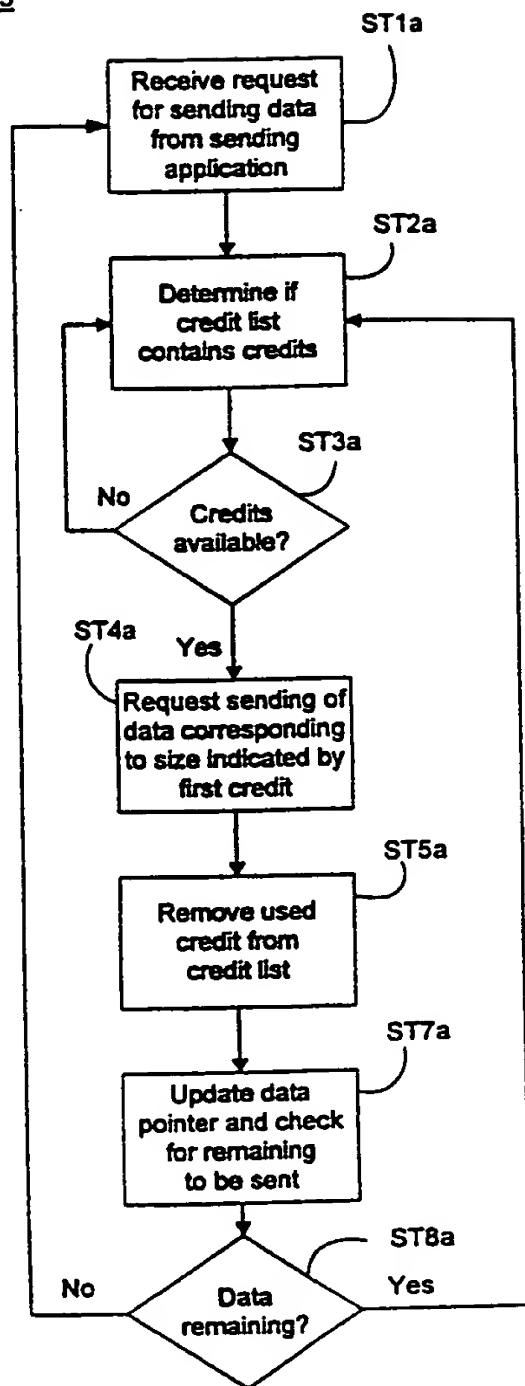 ST1a
Receive request
for sending data
from sending
application
ST2a
Determine if
credit list
contains credits
ST3a
No
Credits
available?
ST4a
Yes
Request sending of
data corresponding
to size indicated by
first credit
ST5a
Remove used
credit from
credit list
ST7a
Update data
pointer and check
for remaining
to be sent
ST8a
No
Yes
Data
remaining?